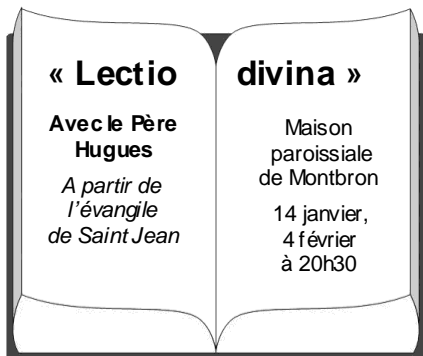 « Lectio divina »
Avec le Père
Hugues
A partir de
l'évangile
de Saint Jean
Maison
paroissiale
de Montbron
14 janvier,
4 février
à 20h30